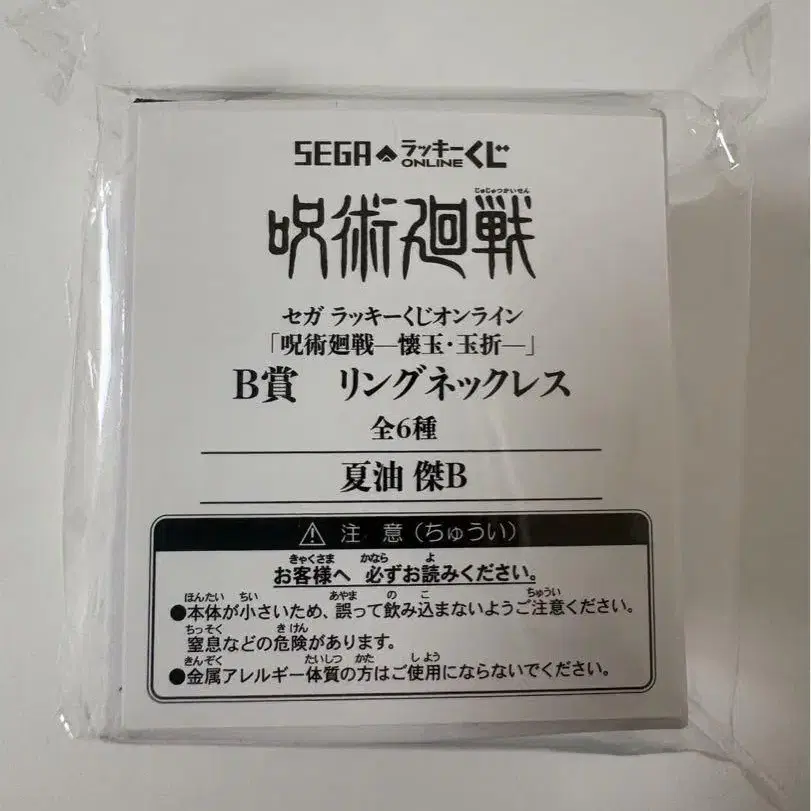 SEGA ラッキーくじ
ONLINE
じゅじゅつかいせん
呪術廻戦
セガ ラッキーくじオンライン
「呪術廻戦―懐玉・玉折―」
B賞 リングネックレス
全6種
夏油 傑B
⚠ 注 意(ちゅうい)
きゃくさま かなら よ
お客様へ 必ずお読みください。
ほんたい ちい あやま の こ ちゅうい
●本体が小さいため、誤って飲み込まないようご注意ください。
ちっそく きけん
窒息などの危険があります。
きんぞく たいしつ かた しよう
●金属アレルギー体質の方はご使用にならないでください。